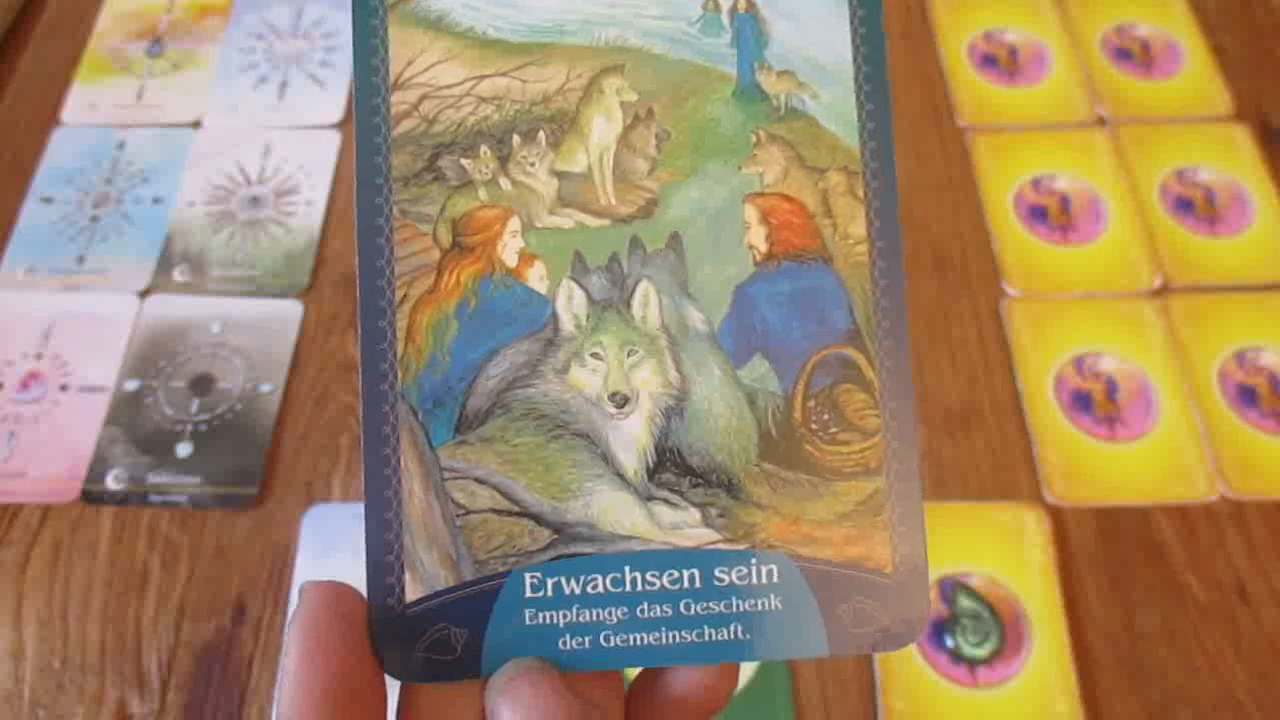 Erwachsen sein
Empfange das Geschenk
der Gemeinschaft.